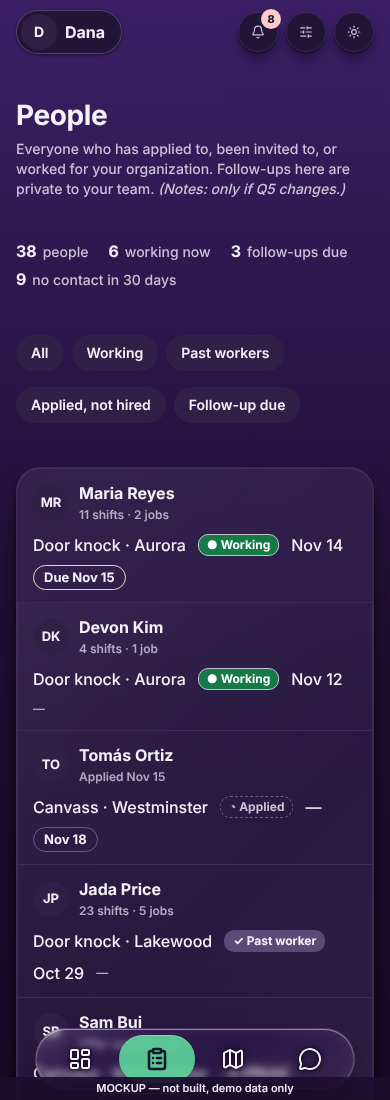 D Dana 8
People
Everyone who has applied to, been invited to, or
worked for your organization. Follow-ups here are
private to your team. (Notes: only if Q5 changes.)
38 people 6 working now 3 follow-ups due
9 no contact in 30 days
All Working Past workers
Applied, not hired Follow-up due
MR Maria Reyes
11 shifts · 2 jobs
Door knock · Aurora Working Nov 14
Due Nov 15
DK Devon Kim
4 shifts · 1 job
Door knock · Aurora Working Nov 12
—
TO Tomás Ortiz
Applied Nov 15
Canvass · Westminster Applied —
Nov 18
JP Jada Price
23 shifts · 5 jobs
Door knock · Lakewood ✓ Past worker
Oct 29 —
Sam Bui
MOCKUP — not built, demo data only